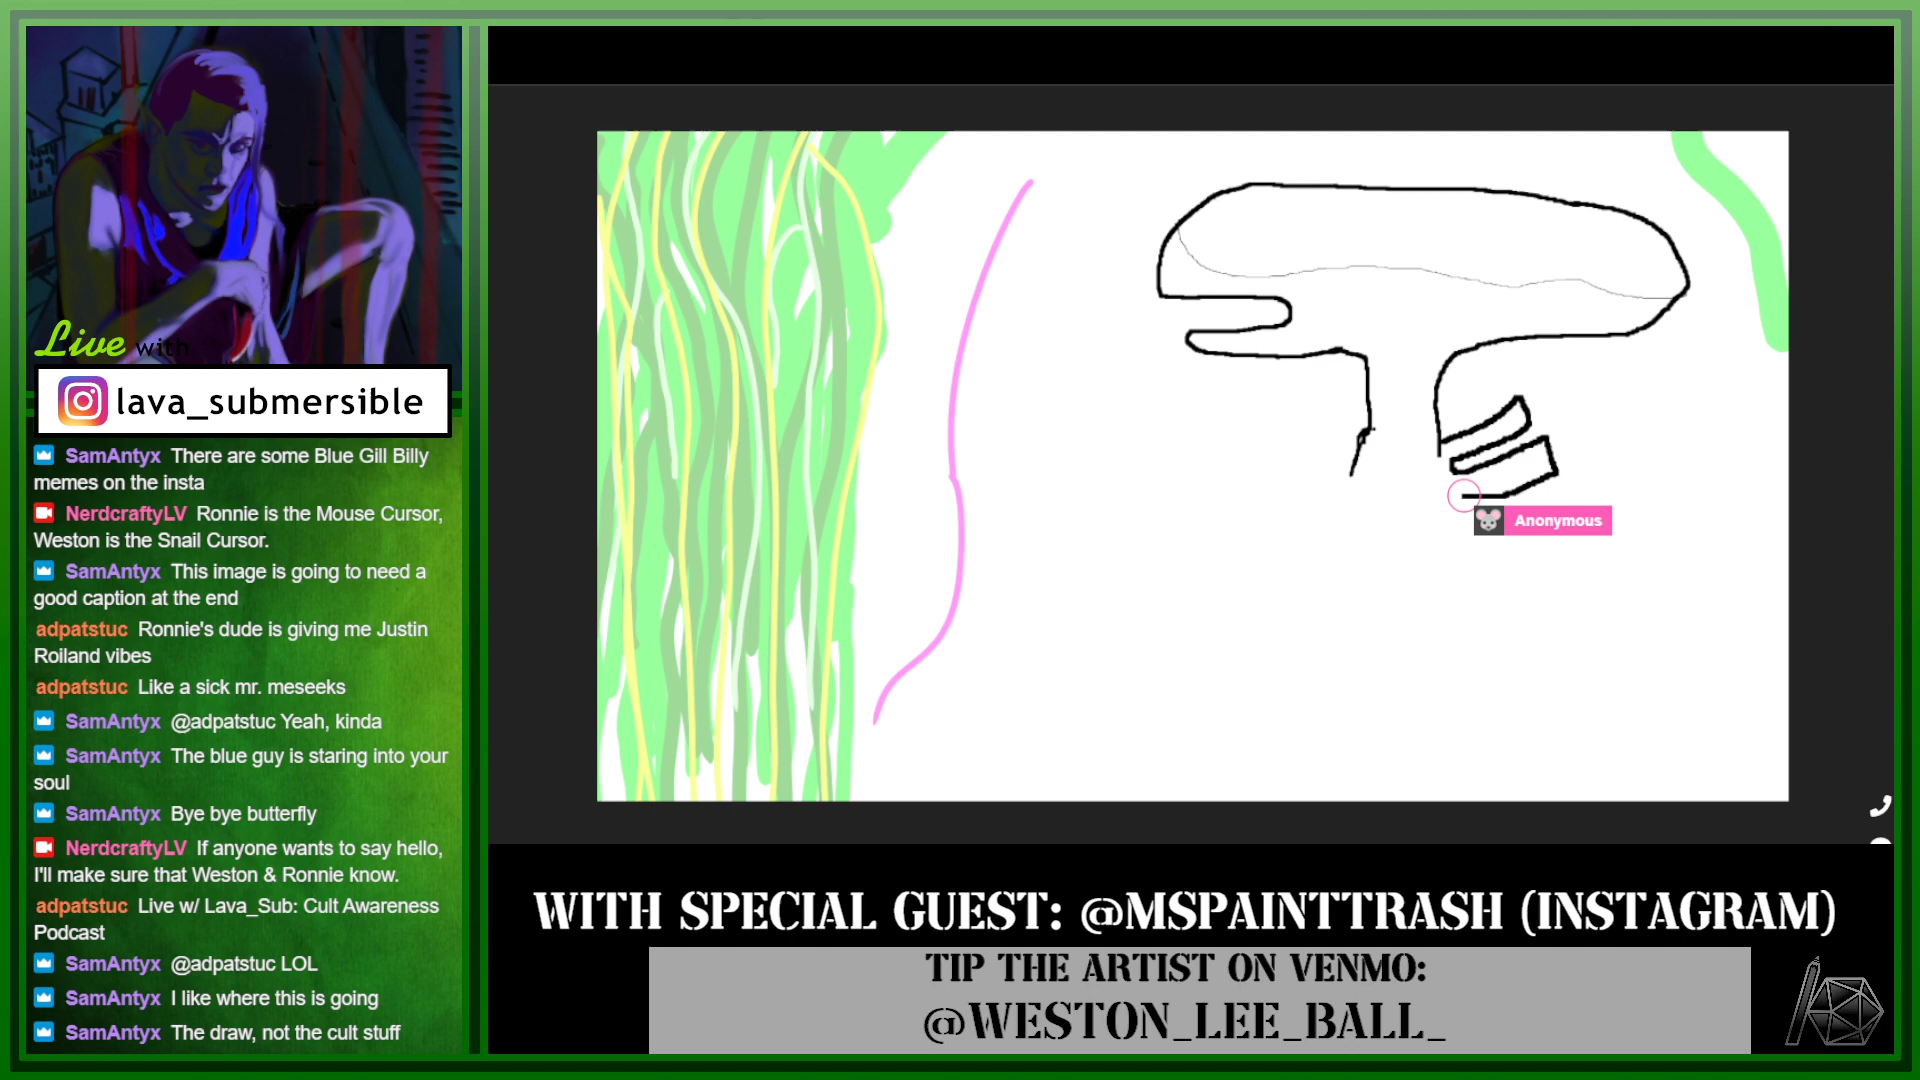 Live with
lava_submersible
SamAntyx There are some Blue Gill Billy
memes on the insta
NerdcraftyLV Ronnie is the Mouse Cursor,
Weston is the Snail Cursor.
SamAntyx This image is going to need a
good caption at the end
adpatstuc Ronnie's dude is giving me Justin
Roiland vibes
adpatstuc Like a sick mr. meseeks
SamAntyx @adpatstuc Yeah, kinda
SamAntyx The blue guy is staring into your
soul
SamAntyx Bye bye butterfly
NerdcraftyLV If anyone wants to say hello,
I'll make sure that Weston & Ronnie know.
adpatstuc Live w/ Lava_Sub: Cult Awareness
Podcast
SamAntyx @adpatstuc LOL
SamAntyx I like where this is going
SamAntyx The draw, not the cult stuff
Anonymous
WITH SPECIAL GUEST: @MSPAINTTRASH (INSTAGRAM)
TIP THE ARTIST ON VENMO:
@WESTON_LEE_BALL_